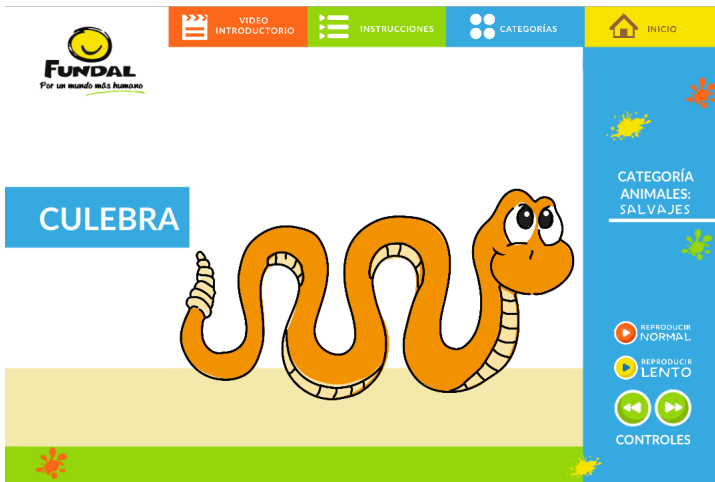 FUNDAL
Por un mundo más humano
VIDEO
INTRODUCTORIO
INSTRUCCIONES
CATEGORÍAS
INICIO
CULEBRA
CATEGORÍA
ANIMALES:
SALVAJES
REPRODUCIR
NORMAL
REPRODUCIR
LENTO
CONTROLES